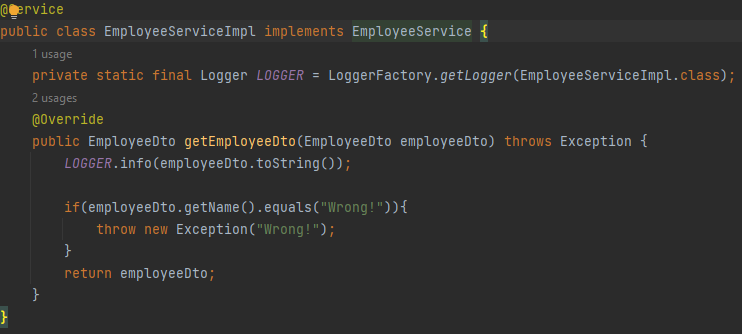 @Service
public class EmployeeServiceImpl implements EmployeeService {
1 usage
private static final Logger LOGGER = LoggerFactory.getLogger(EmployeeServiceImpl.class);
2 usages
@Override
public EmployeeDto getEmployeeDto(EmployeeDto employeeDto) throws Exception {
LOGGER.info(employeeDto.toString());
if(employeeDto.getName().equals("Wrong!")){
throw new Exception("Wrong!");
}
return employeeDto;
}
}